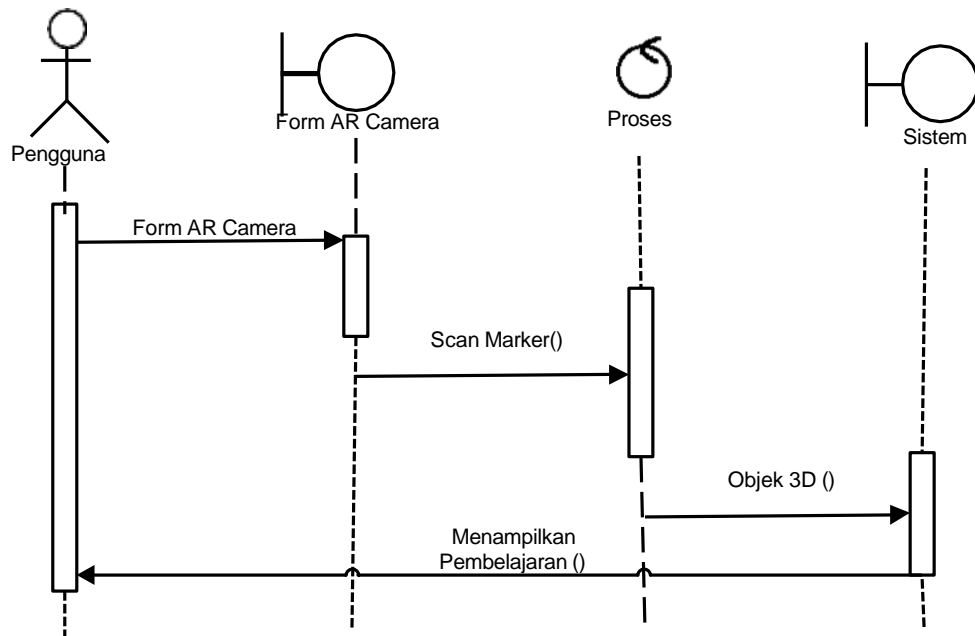 Pengguna
Form AR Camera
Proses
Sistem
Form AR Camera
Scan Marker()
Objek 3D ()
Menampilkan
Pembelajaran ()